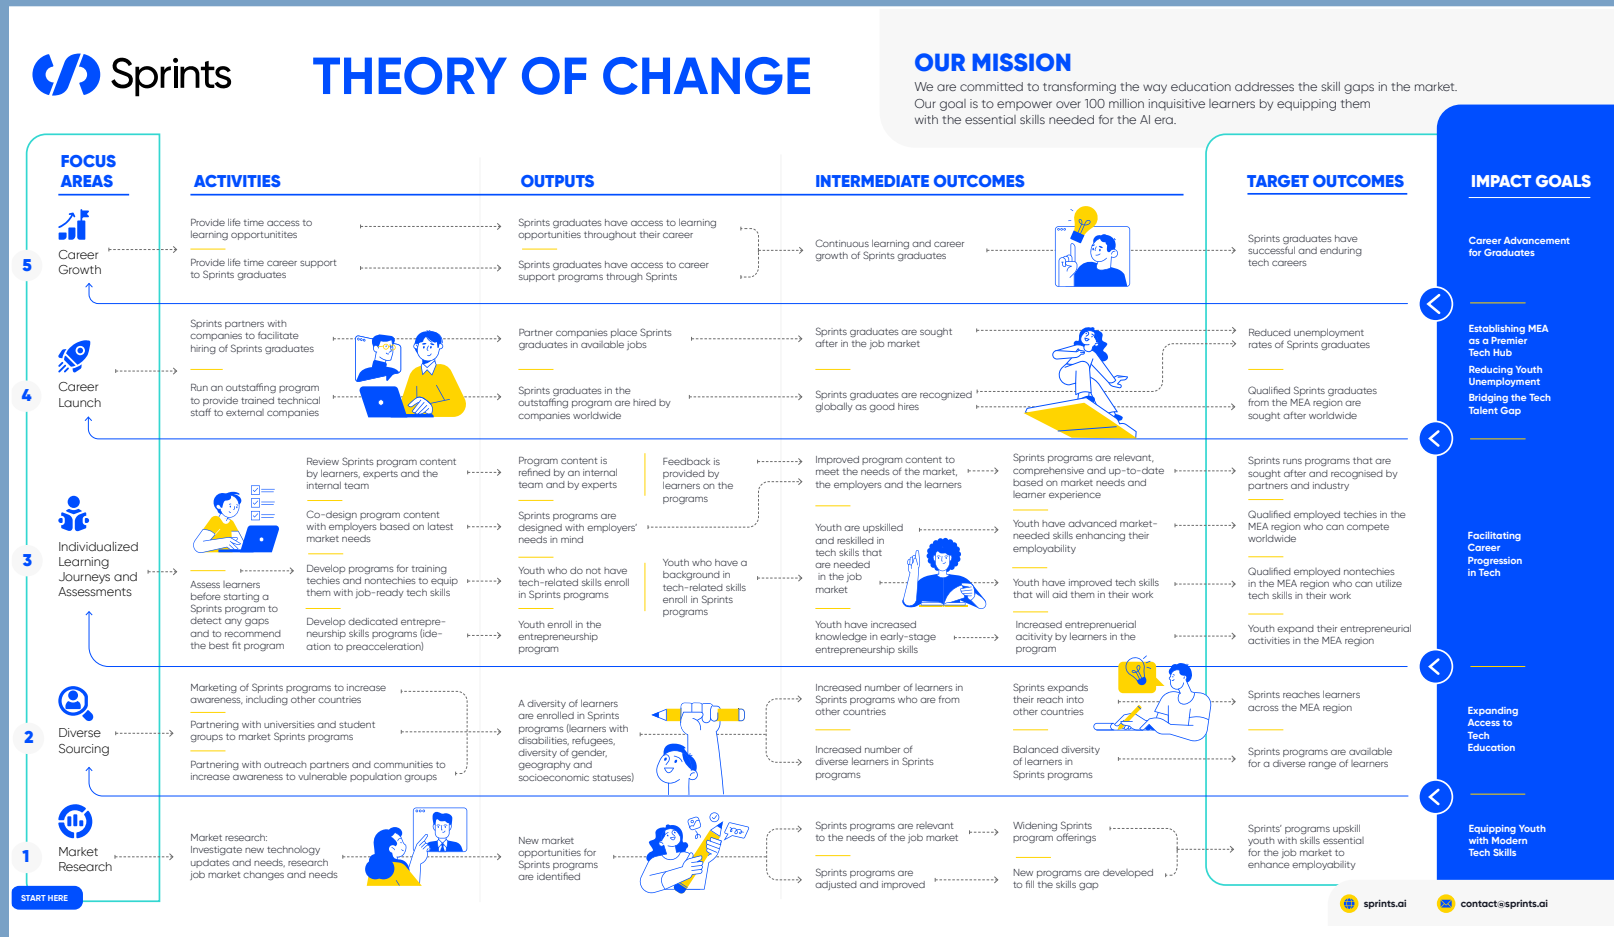 Sprints
THEORY OF CHANGE
OUR MISSION
We are committed to transforming the way education addresses the skill gaps in the market.
Our goal is to empower over 100 million inquisitive learners by equipping them
with the essential skills needed for the AI era.
FOCUS
AREAS
ACTIVITIES
OUTPUTS
INTERMEDIATE OUTCOMES
TARGET OUTCOMES
IMPACT GOALS
5
Career
Growth
Provide life time access to
learning opportunitites
Provide life time career support
to Sprints graduates
Sprints graduates have access to learning
opportunities throughout their career
Sprints graduates have access to career
support programs through Sprints
Continuous learning and career
growth of Sprints graduates
Sprints graduates have
successful and enduring
tech careers
Career Advancement
for Graduates
4
Career
Launch
Sprints partners with
companies to facilitate
hiring of Sprints graduates
Run an outstaffing program
to provide trained technical
staff to external companies
Partner companies place Sprints
graduates in available jobs
Sprints graduates in the
outstaffing program are hired by
companies worldwide
Sprints graduates are sought
after in the job market
Sprints graduates are recognized
globally as good hires
Reduced unemployment
rates of Sprints graduates
Qualified Sprints graduates
from the MEA region are
sought after worldwide
Establishing MEA
as a Premier
Tech Hub
Reducing Youth
Unemployment
Bridging the Tech
Talent Gap
3
Individualized
Learning
Journeys and
Assessments
Assess learners
before starting a
Sprints program to
detect any gaps
and to recommend
the best fit program
Review Sprints program content
by learners, experts and the
internal team
Co-design program content
with employers based on latest
market needs
Develop programs for training
techies and nontechies to equip
them with job-ready tech skills
Develop dedicated entrepre-
neurship skills programs (ide-
ation to preacceleration)
Program content is
refined by an internal
team and by experts
Sprints programs are
designed with employers'
needs in mind
Youth who do not have
tech-related skills enroll
in Sprints programs
Youth enroll in the
entrepreneurship
program
Feedback is
provided by
learners on the
programs
Youth who have a
background in
tech-related skills
enroll in Sprints
programs
Improved program content to
meet the needs of the market,
the employers and the learners
Youth are upskilled
and reskilled in
tech skills that
are needed
in the job
market
Youth have increased
knowledge in early-stage
entrepreneurship skills
Sprints programs are relevant,
comprehensive and up-to-date
based on market needs and
learner experience
Youth have advanced market-
needed skills enhancing their
employability
Youth have improved tech skills
that will aid them in their work
Increased entreprenuerial
acitivity by learners in the
program
Sprints runs programs that are
sought after and recognised by
partners and industry
Qualified employed techies in the
MEA region who can compete
worldwide
Qualified employed nontechies
in the MEA region who can utilize
tech skills in their work
Youth expand their entrepreneurial
activities in the MEA region
Facilitating
Career
Progression
in Tech
2
Diverse
Sourcing
Marketing of Sprints programs to increase
awareness, including other countries
Partnering with universities and student
groups to market Sprints programs
Partnering with outreach partners and communities to
increase awareness to vulnerable population groups
A diversity of learners
are enrolled in Sprints
programs (learners with
disabilities, refugees,
diversity of gender,
geography and
socioeconomic statuses)
Increased number of learners in
Sprints programs who are from
other countries
Increased number of
diverse learners in Sprints
programs
Sprints expands
their reach into
other countries
Balanced diversity
of learners in
Sprints programs
Sprints reaches learners
across the MEA region
Sprints programs are available
for a diverse range of learners
Expanding
Access to
Tech
Education
1
Market
Research
START HERE
Market research:
Investigate new technology
updates and needs, research
job market changes and needs
New market
opportunities for
Sprints programs
are identified
Sprints programs are relevant
to the needs of the job market
Sprints programs are
adjusted and improved
Widening Sprints
program offerings
New programs are developed
to fill the skills gap
Sprints' programs upskill
youth with skills essential
for the job market to
enhance employability
Equipping Youth
with Modern
Tech Skills
sprints.ai
contact@sprints.ai